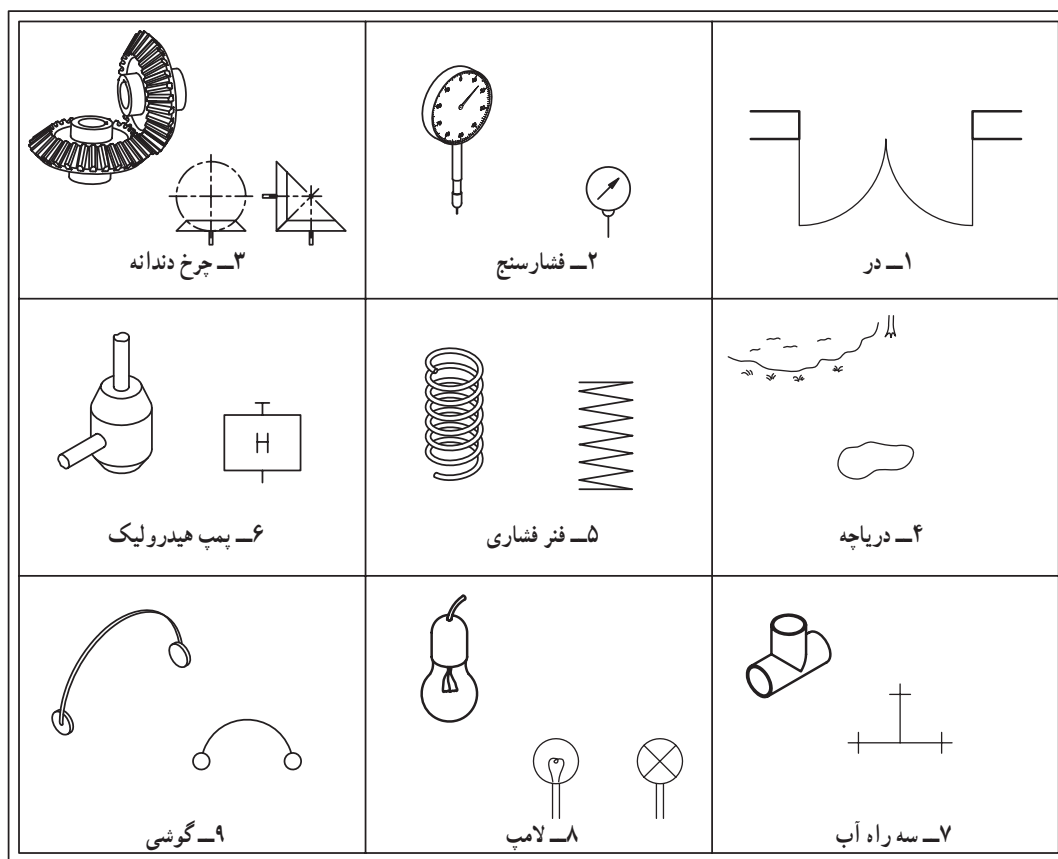 ۱ــ در
۲ــ فشارسنج
۳ــ چرخ دندانه
۴ــ دریاچه
۵ــ فنر فشاری
H
۶ــ پمپ هیدرولیک
۷ــ سه راه آب
۸ــ لامپ
۹ــ گوشی